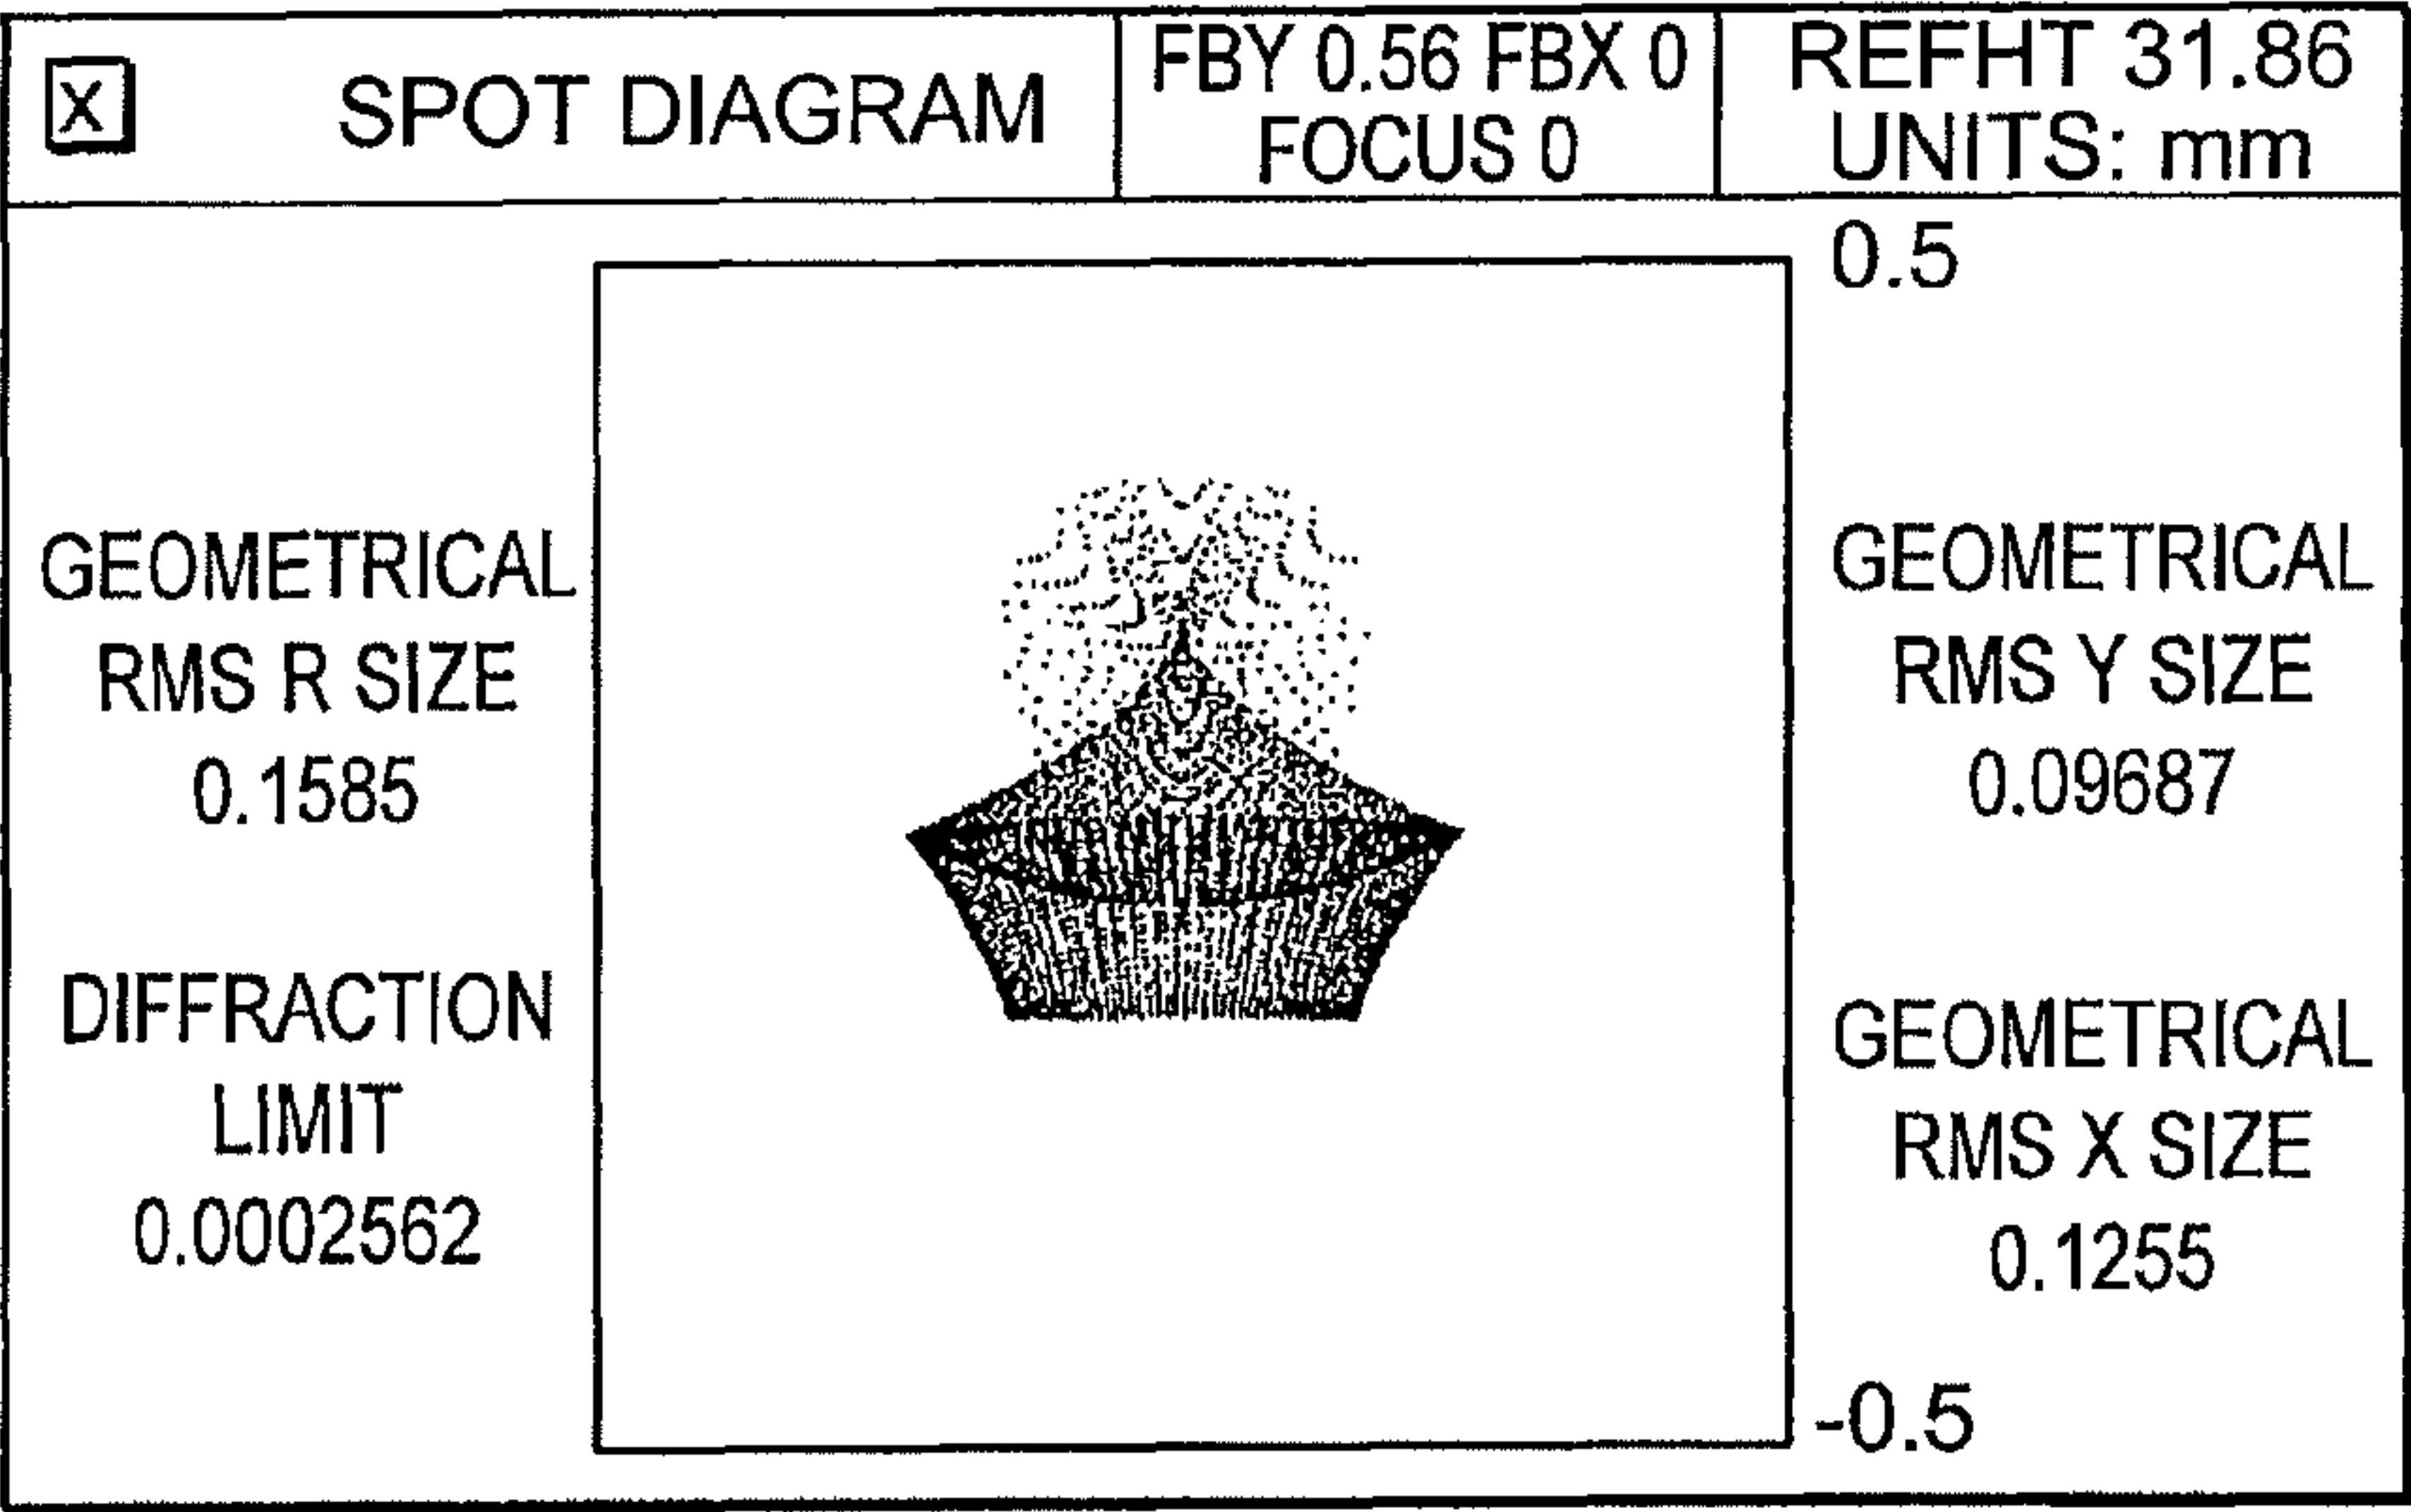 X SPOT DIAGRAM
FBY 0.56 FBX 0
FOCUS 0
REFHT 31.86
UNITS: mm
0.5
GEOMETRICAL
RMS R SIZE
0.1585
DIFFRACTION
LIMIT
0.0002562
GEOMETRICAL
RMS Y SIZE
0.09687
GEOMETRICAL
RMS X SIZE
0.1255
-0.5